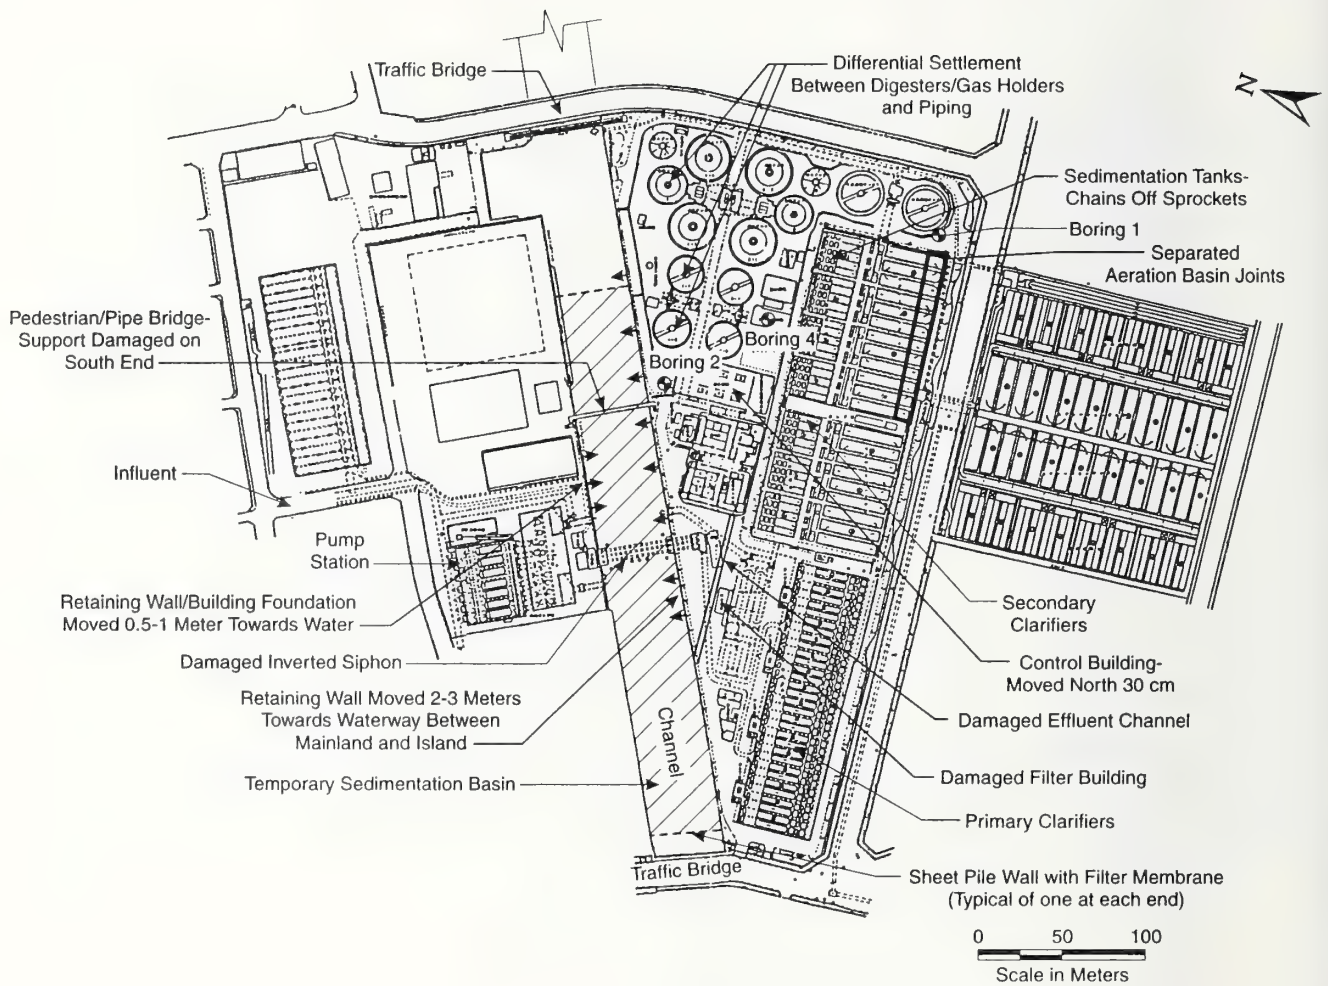 Traffic Bridge
Differential Settlement
Between Digesters/Gas Holders
and Piping
N
Sedimentation Tanks-
Chains Off Sprockets
Boring 1
Separated
Aeration Basin Joints
Pedestrian/Pipe Bridge-
Support Damaged on
South End
Boring 4
Boring 2
Influent
Pump
Station
Retaining Wall/Building Foundation
Moved 0.5-1 Meter Towards Water
Damaged Inverted Siphon
Retaining Wall Moved 2-3 Meters
Towards Waterway Between
Mainland and Island
Temporary Sedimentation Basin
Channel
Secondary
Clarifiers
Control Building-
Moved North 30 cm
Damaged Effluent Channel
Damaged Filter Building
Primary Clarifiers
Sheet Pile Wall with Filter Membrane
(Typical of one at each end)
Traffic Bridge
0 50 100
Scale in Meters